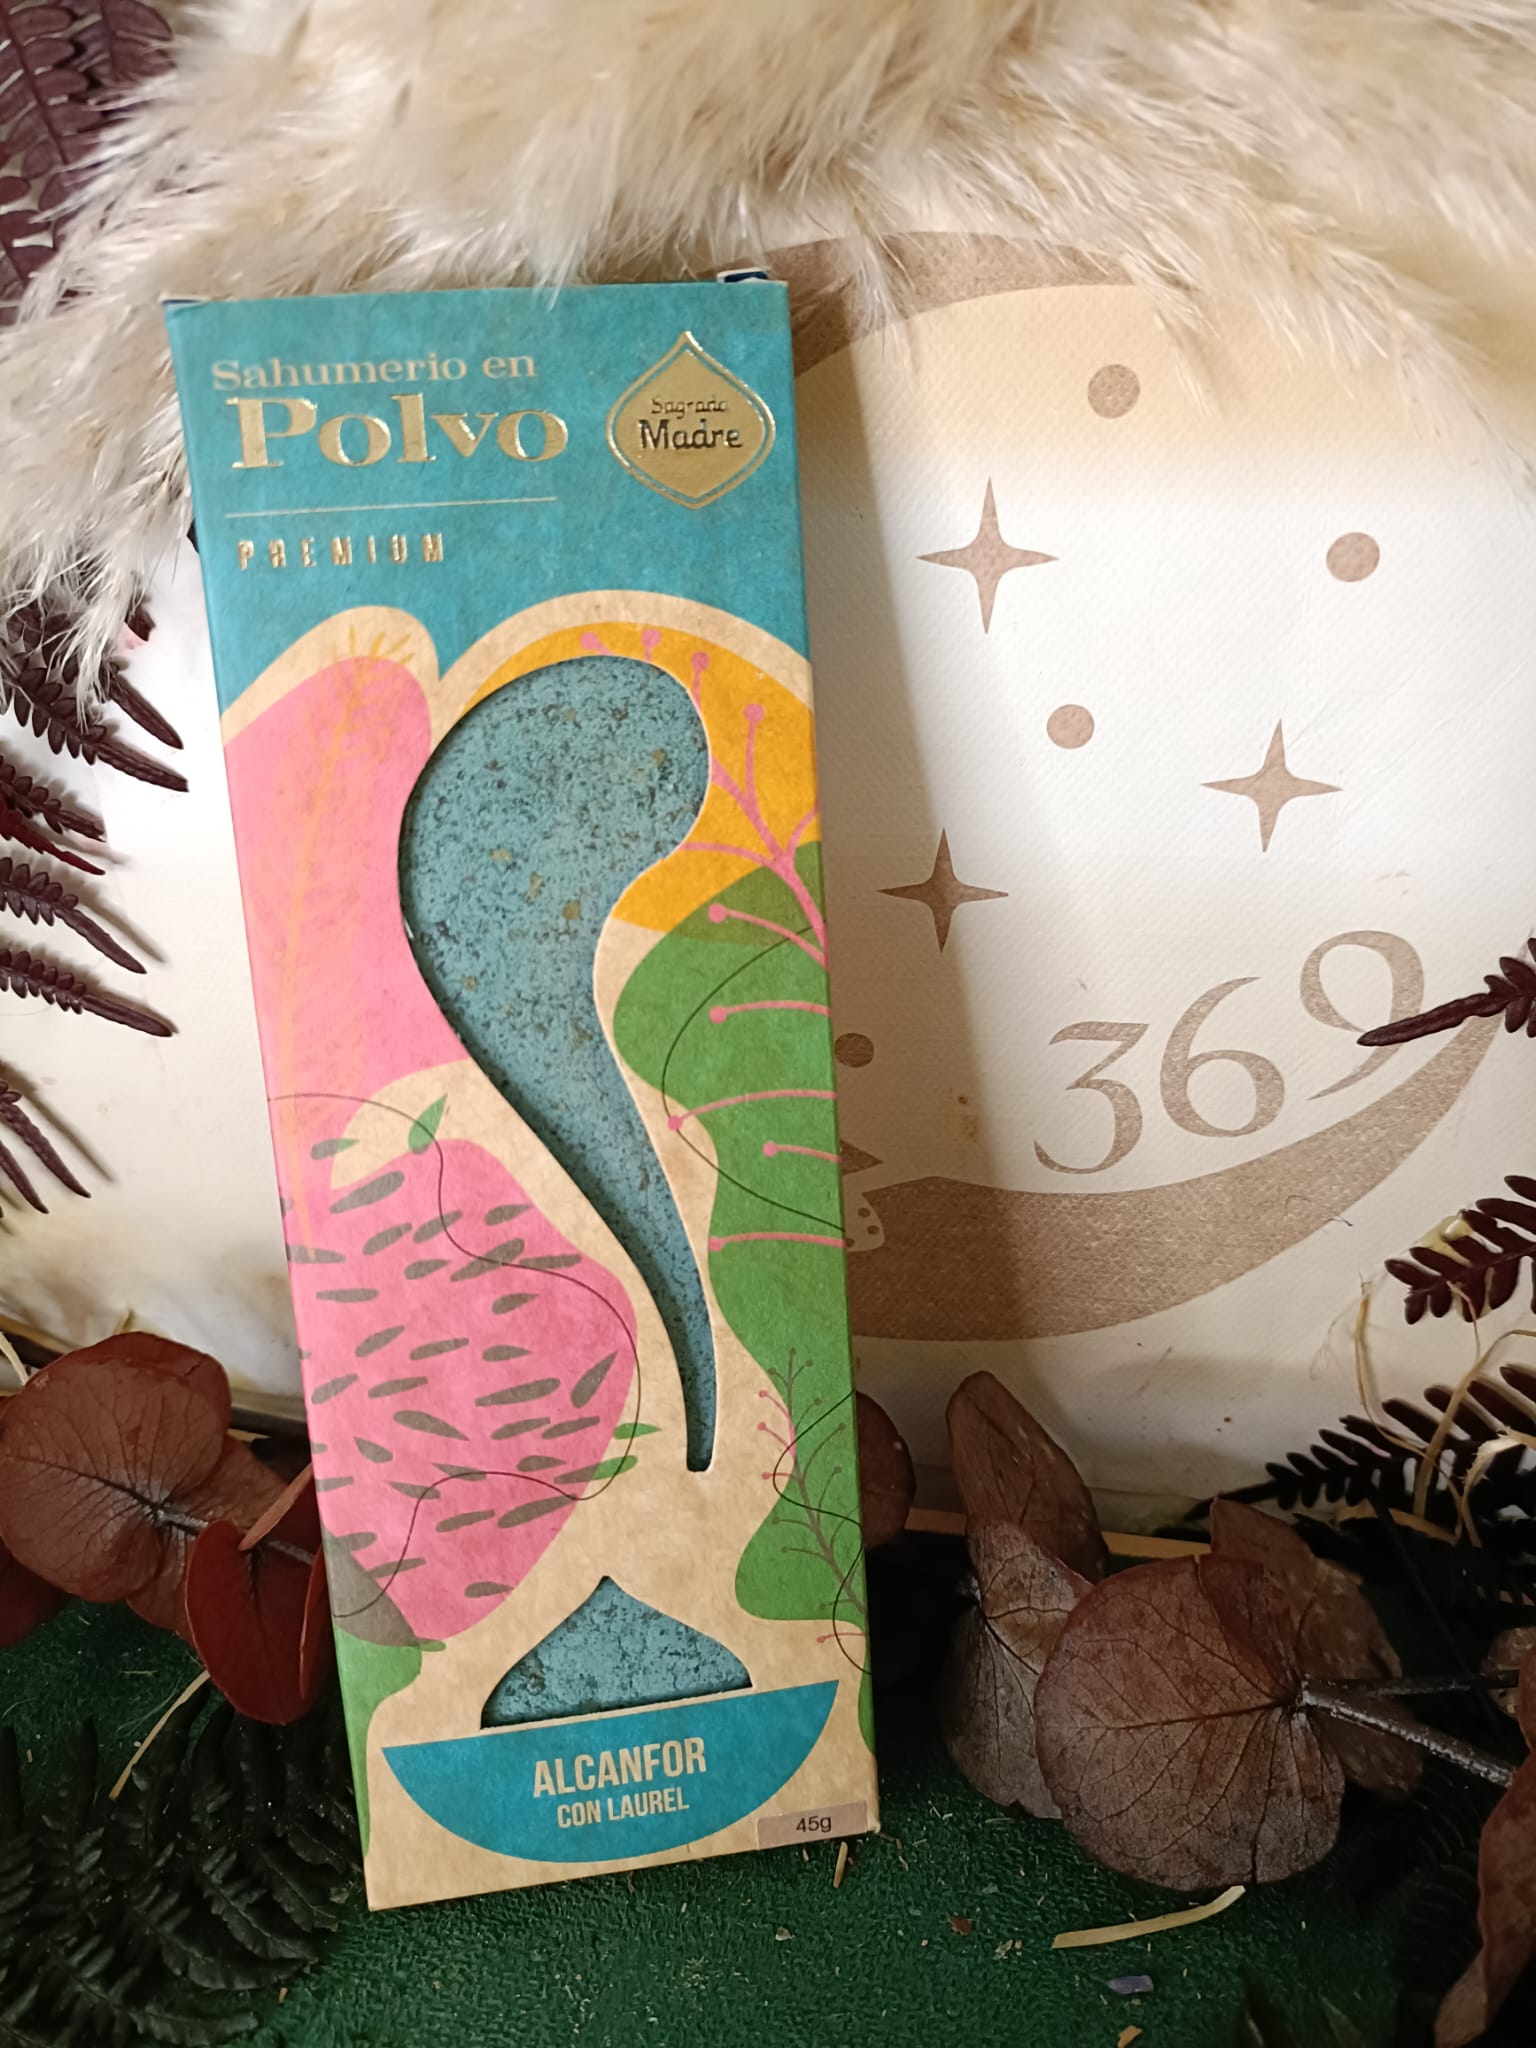 Sahumerio en
Polvo
PREMIUM
Sagrada
Madre
369
ALCANFOR
CON LAUREL
45g